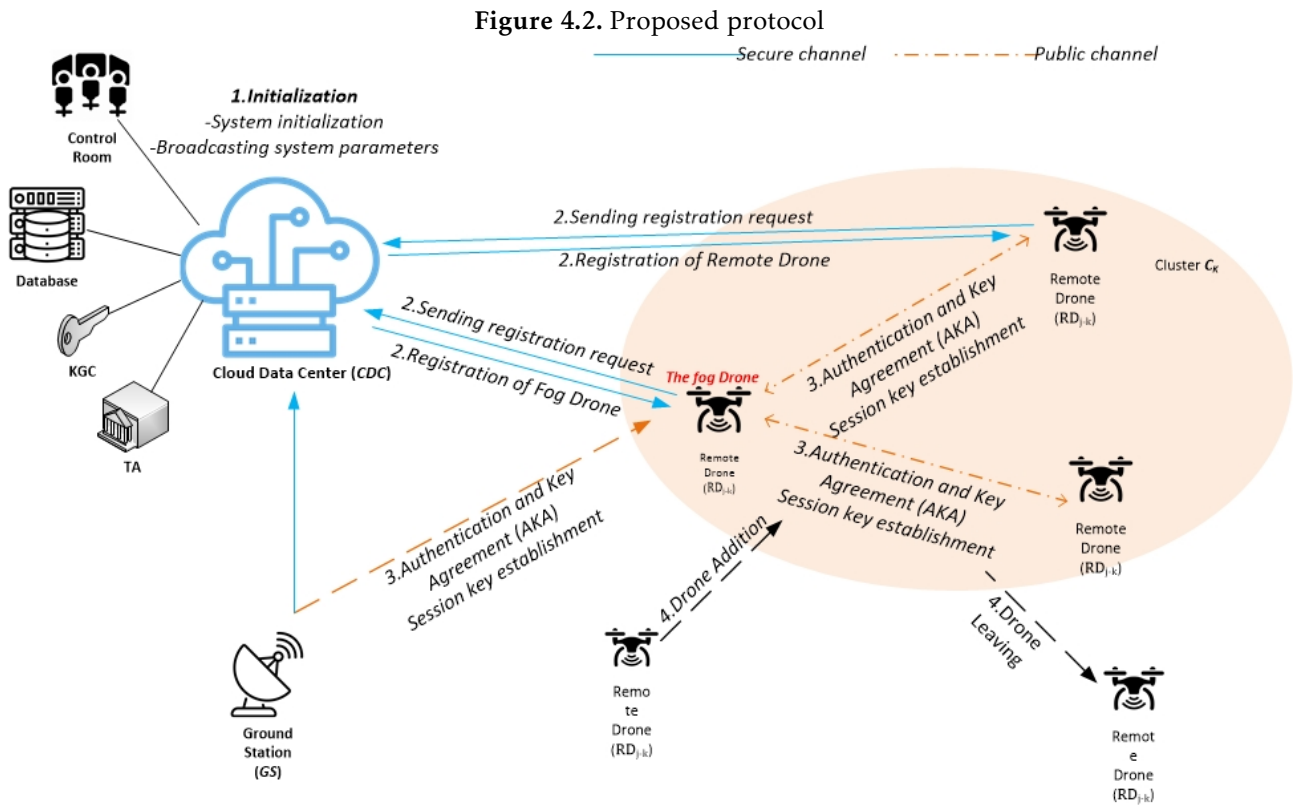 Figure 4.2. Proposed protocol
Secure channel
Public channel
Control
Room
1.Initialization
-System initialization
-Broadcasting system parameters
Database
KGC
TA
Cloud Data Center (CDC)
2.Sending registration request
2.Registration of Remote Drone
2.Sending registration request
2.Registration of Fog Drone
Cluster CK
Remote
Drone
(RDj-k)
The fog Drone
Remote
Drone
(RDj-k)
3.Authentication and Key
Agreement (AKA)
Session key establishment
3.Authentication and Key
Agreement (AKA)
Session key establishment
Remote
Drone
(RDj-k)
3.Authentication and Key
Agreement (AKA)
Session key establishment
4.Drone Addition
4.Drone
Leaving
Ground
Station
(GS)
Remo
te
Drone
(RDj-k)
Remot
e
Drone
(RDj-k)